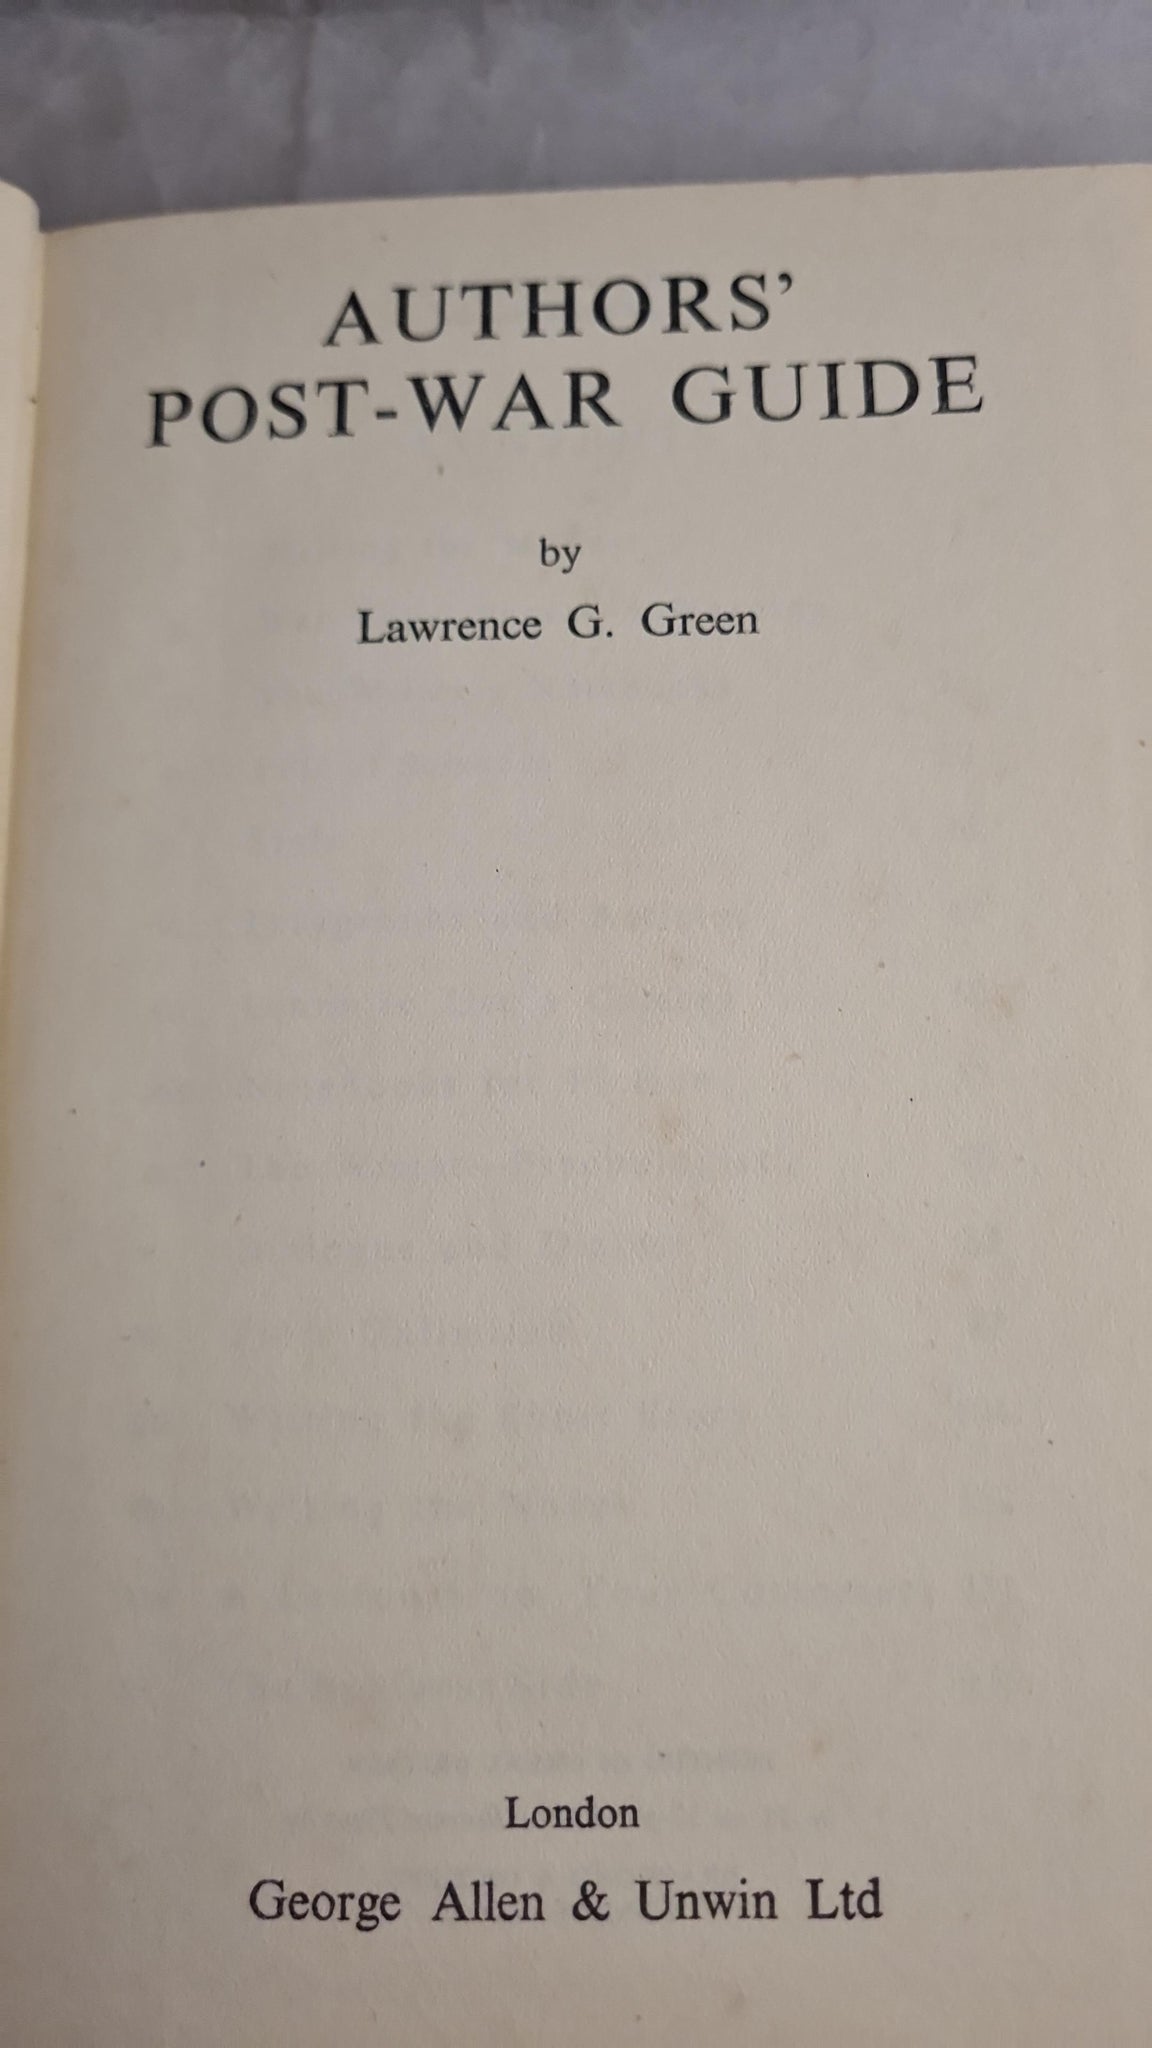 AUTHORS'
POST-WAR GUIDE
by
Lawrence G. Green
London
George Allen & Unwin Ltd